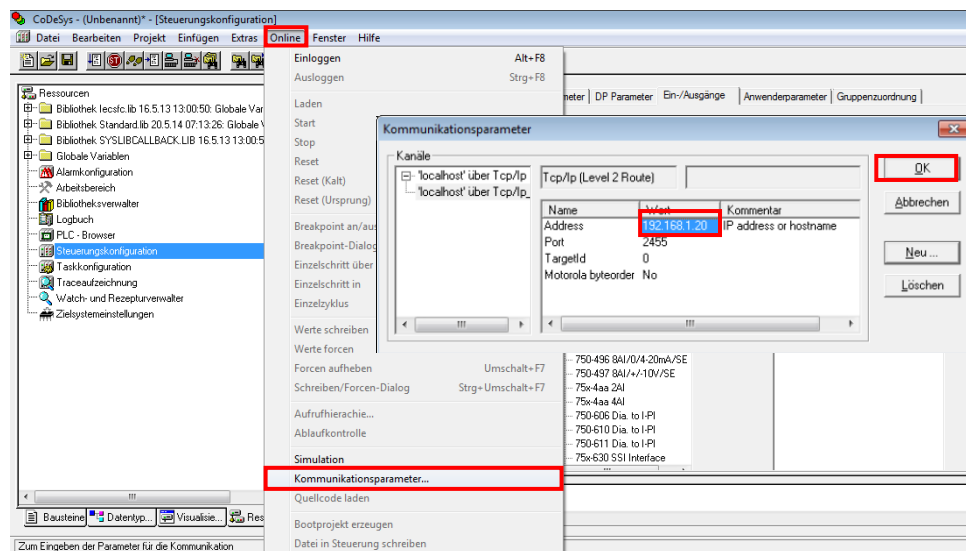 CoDeSys - (Unbenannt)* - [Steuerungskonfiguration]
Datei Bearbeiten Projekt Einfügen Extras Online Fenster Hilfe
Ressourcen
Bibliothek Iecsfc.lib 16.5.13 13:00:50: Globale Var
Bibliothek Standard.lib 20.5.14 07:13:26: Globale V
Bibliothek SYSLIBCALLBACK.LIB 16.5.13 13:00:5
Globale Variablen
Alarmkonfiguration
Arbeitsbereich
Bibliotheksverwalter
Logbuch
PLC - Browser
Steuerungskonfiguration
Taskkonfiguration
Traceaufzeichnung
Watch- und Rezepturverwalter
Zielsystemeinstellungen
Bausteine Datentyp... Visualisie... Res
Zum Eingeben der Parameter für die Kommunikation
Einloggen Alt+F8
Ausloggen Strg+F8
Laden
Start
Stop
Reset
Reset (Kalt)
Reset (Ursprung)
Breakpoint an/aus
Breakpoint-Dialog
Einzelschritt über
Einzelschritt in
Einzelzyklus
Werte schreiben
Werte forcen
Forcen aufheben Umschalt+F7
Schreiben/Forcen-Dialog Strg+Umschalt+F7
Aufrufhierachie...
Ablaufkontrolle
Simulation
Kommunikationsparameter...
Quellcode laden
Bootprojekt erzeugen
Datei in Steuerung schreiben
meter DP Parameter Ein-/Ausgänge Anwenderparameter Gruppenzuordnung
Kommunikationsparameter
Kanäle
'localhost' über Tcp/Ip
'localhost' über Tcp/Ip_
Tcp/Ip (Level 2 Route)
Name Wert Kommentar
Address 192.168.1.20 IP address or hostname
Port 2455
TargetId 0
Motorola byteorder No
OK
Abbrechen
Neu ...
Löschen
750-496 8AI/0/4-20mA/SE
750-497 8AI/+/-10V/SE
75x-4aa 2AI
75x-4aa 4AI
750-606 Dia. to I-PI
750-610 Dia. to I-PI
750-611 Dia. to I-PI
75x-630 SSI Interface